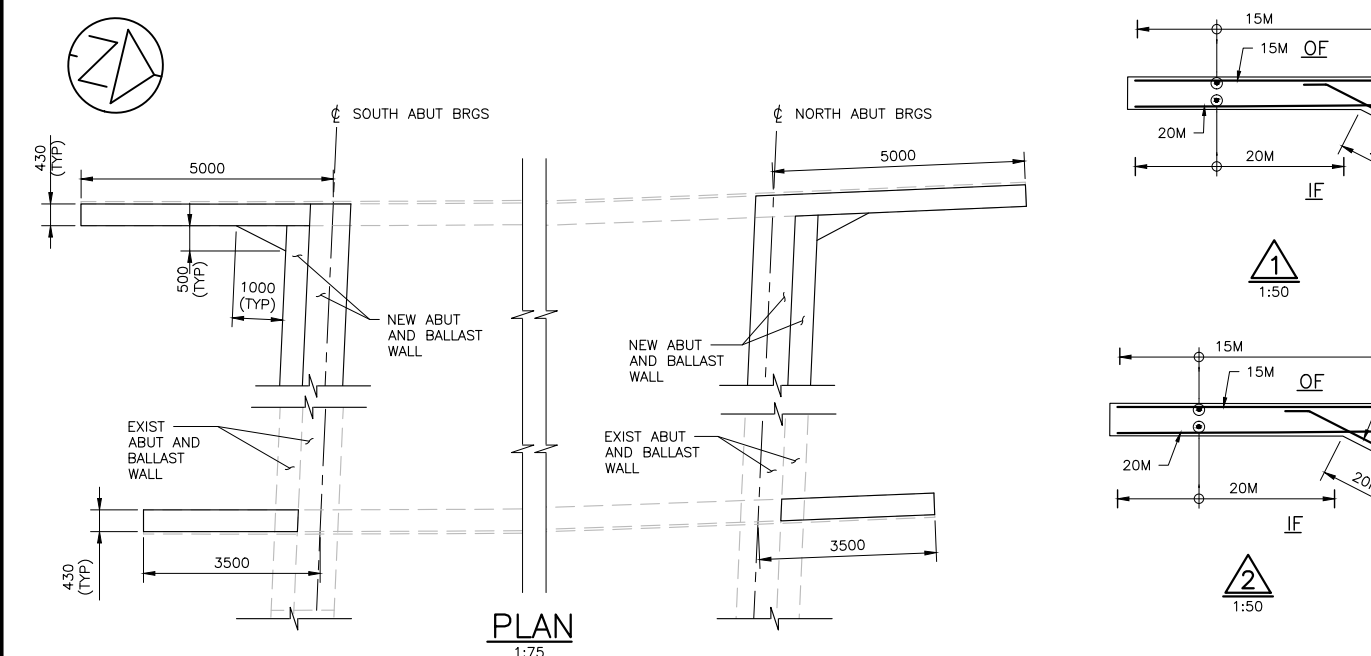 N
℄ SOUTH ABUT BRGS
℄ NORTH ABUT BRGS
430
(TYP)
5000
5000
500
(TYP)
1000
(TYP)
NEW ABUT
AND BALLAST
WALL
NEW ABUT
AND BALLAST
WALL
EXIST
ABUT AND
BALLAST
WALL
EXIST ABUT
AND BALLAST
WALL
430
(TYP)
3500
3500
PLAN
1:75
15M
15M OF
20M
20M
IF
1
1:50
15M
15M
OF
20M
20M
IF
2
1:50